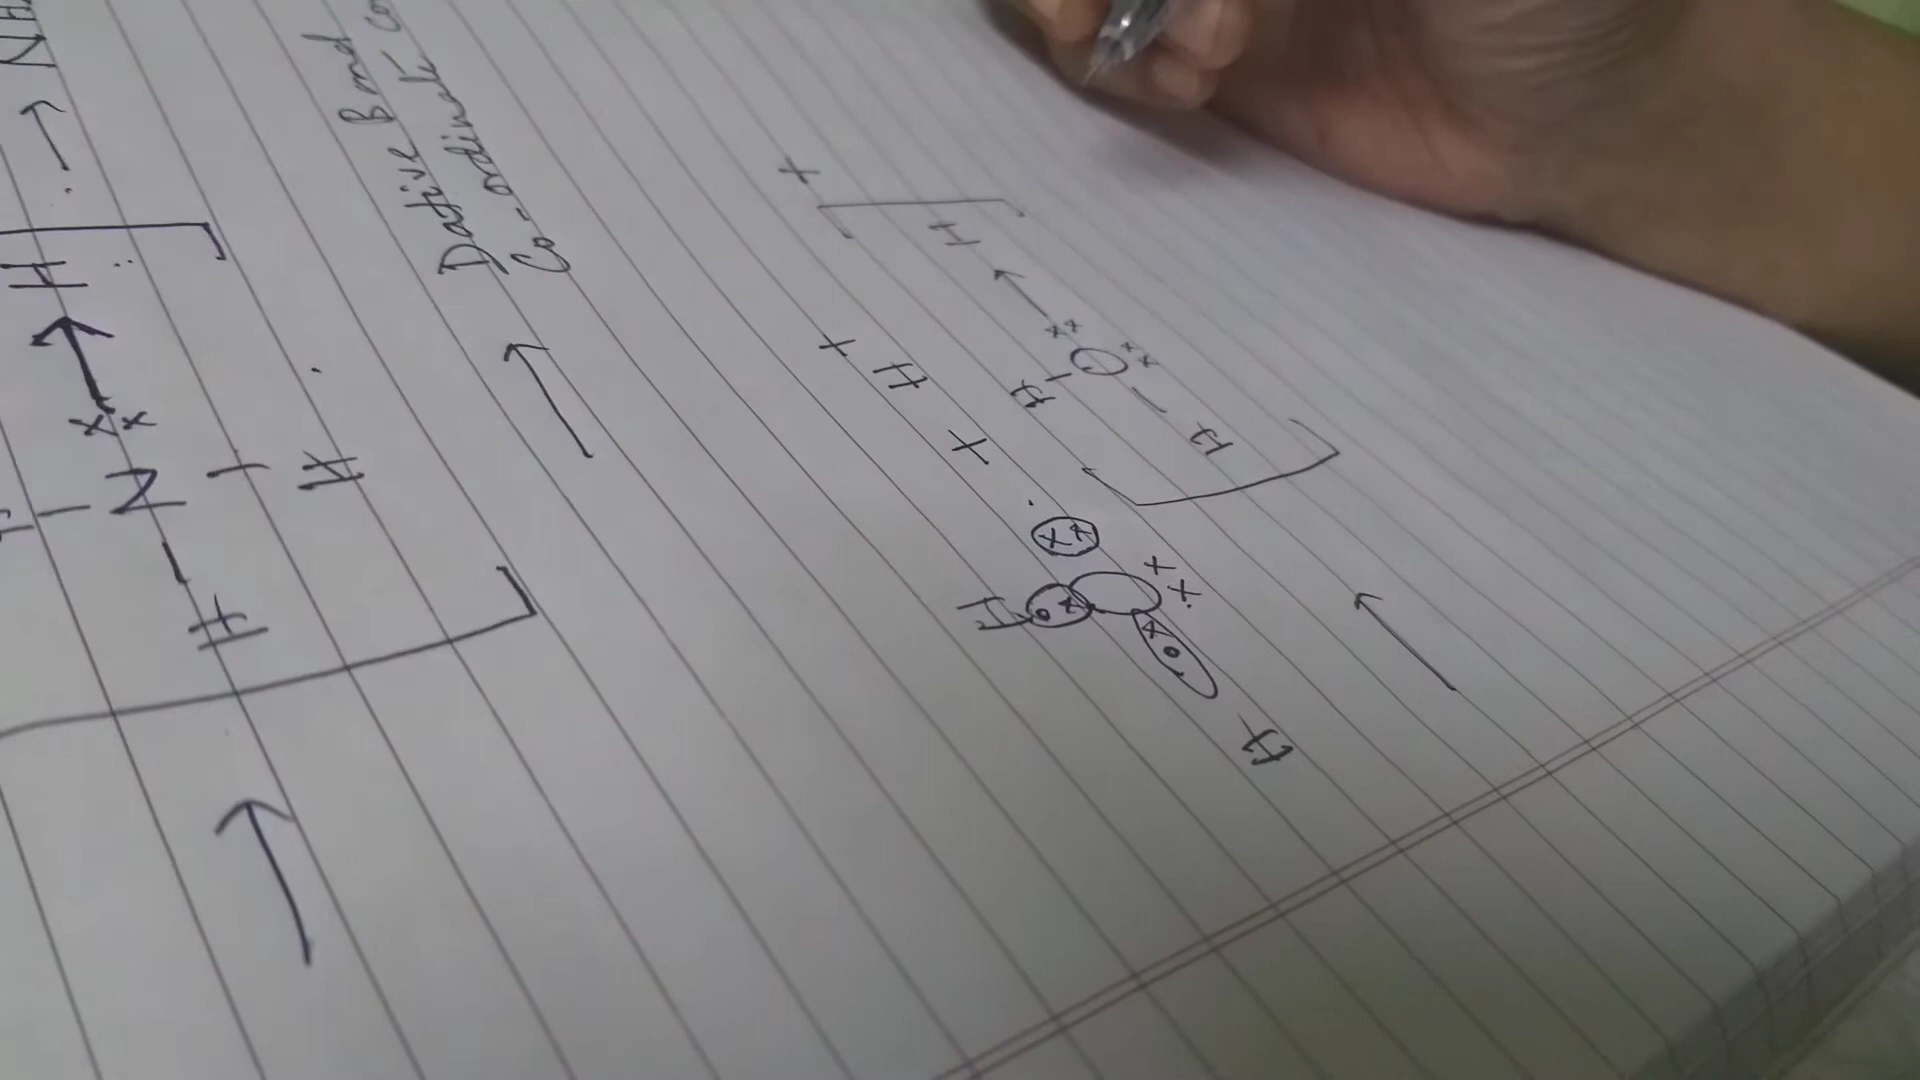 H
H — N ×× → H → NH
H
→ Dative Bond
Co-ordinate
H ×○ O ×× + H +
H
→ [ H — O ×× → H ] +
H